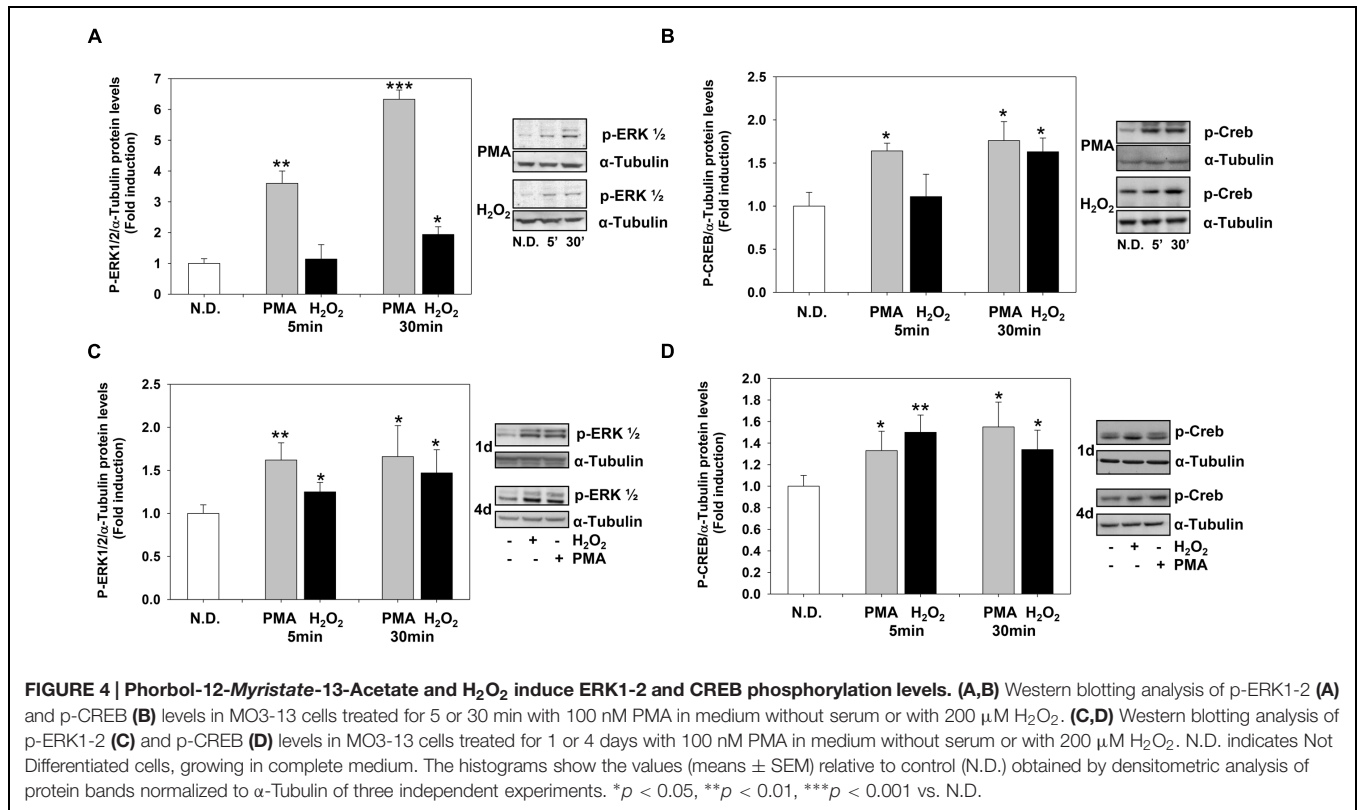 A
P-ERK1/2/α-Tubulin protein levels
(Fold induction)
7
6
5
4
3
2
1
0
**
***
*
N.D.
PMA H₂O₂
5min
PMA H₂O₂
30min
PMA
p-ERK ½
α-Tubulin
H₂O₂
p-ERK ½
α-Tubulin
N.D. 5' 30'
B
P-CREB/α-Tubulin protein levels
(Fold induction)
2.5
2.0
1.5
1.0
0.5
0.0
*
*
*
N.D.
PMA H₂O₂
5min
PMA H₂O₂
30min
PMA
p-Creb
α-Tubulin
H₂O₂
p-Creb
α-Tubulin
N.D. 5' 30'
C
P-ERK1/2/α-Tubulin protein levels
(Fold induction)
2.5
2.0
1.5
1.0
0.5
0.0
**
*
*
*
N.D.
PMA H₂O₂
5min
PMA H₂O₂
30min
1d
p-ERK ½
α-Tubulin
4d
p-ERK ½
α-Tubulin
- + - H₂O₂
- - + PMA
D
P-CREB/α-Tubulin protein levels
(Fold induction)
2.0
1.8
1.6
1.4
1.2
1.0
0.8
0.6
0.4
0.2
0.0
*
**
*
*
N.D.
PMA H₂O₂
5min
PMA H₂O₂
30min
1d
p-Creb
α-Tubulin
4d
p-Creb
α-Tubulin
- + - H₂O₂
- - + PMA
FIGURE 4 | Phorbol-12-Myristate-13-Acetate and H₂O₂ induce ERK1-2 and CREB phosphorylation levels. (A,B) Western blotting analysis of p-ERK1-2 (A)
and p-CREB (B) levels in MO3-13 cells treated for 5 or 30 min with 100 nM PMA in medium without serum or with 200 μM H₂O₂. (C,D) Western blotting analysis of
p-ERK1-2 (C) and p-CREB (D) levels in MO3-13 cells treated for 1 or 4 days with 100 nM PMA in medium without serum or with 200 μM H₂O₂. N.D. indicates Not
Differentiated cells, growing in complete medium. The histograms show the values (means ± SEM) relative to control (N.D.) obtained by densitometric analysis of
protein bands normalized to α-Tubulin of three independent experiments. *p < 0.05, **p < 0.01, ***p < 0.001 vs. N.D.